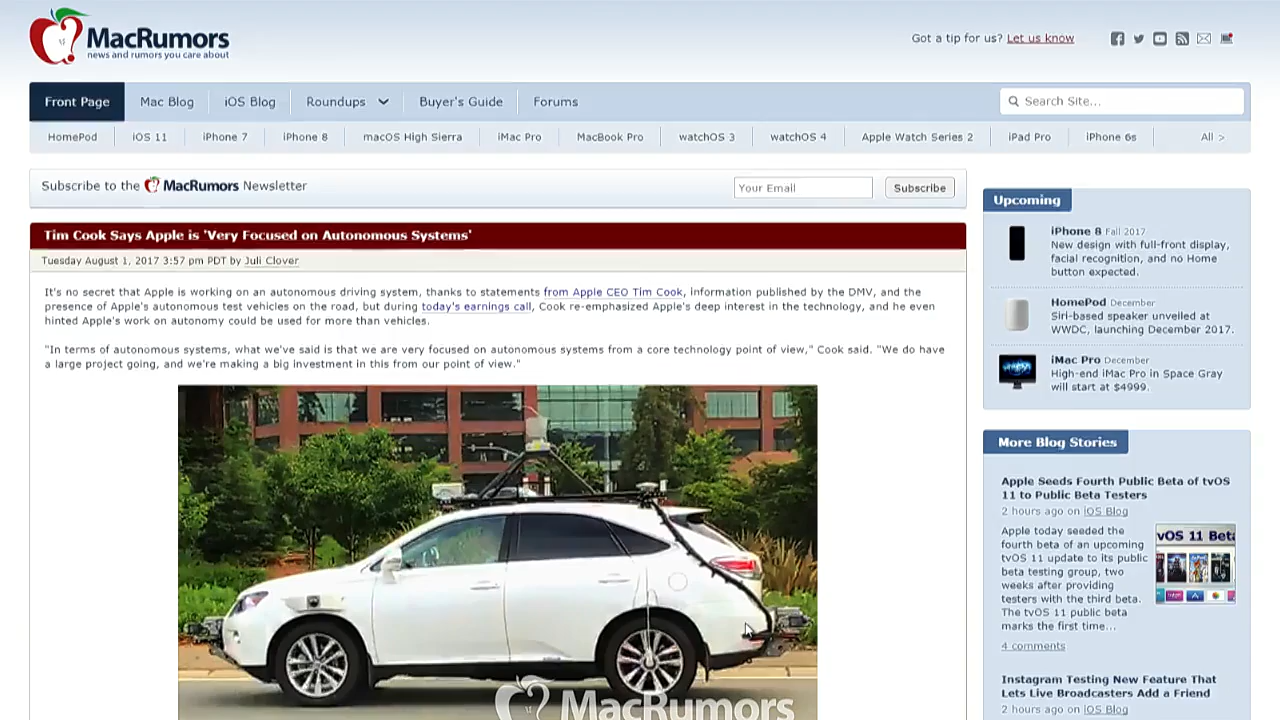 MacRumors
news and rumors you care about
Got a tip for us? Let us know
Front Page Mac Blog iOS Blog Roundups Buyer's Guide Forums Search Site...
HomePod iOS 11 iPhone 7 iPhone 8 macOS High Sierra iMac Pro MacBook Pro watchOS 3 watchOS 4 Apple Watch Series 2 iPad Pro iPhone 6s All >
Subscribe to the MacRumors Newsletter Your Email Subscribe
Tim Cook Says Apple is 'Very Focused on Autonomous Systems'
Tuesday August 1, 2017 3:57 pm PDT by Juli Clover
It's no secret that Apple is working on an autonomous driving system, thanks to statements from Apple CEO Tim Cook, information published by the DMV, and the
presence of Apple's autonomous test vehicles on the road, but during today's earnings call, Cook re-emphasized Apple's deep interest in the technology, and he even
hinted Apple's work on autonomy could be used for more than vehicles.
"In terms of autonomous systems, what we've said is that we are very focused on autonomous systems from a core technology point of view," Cook said. "We do have
a large project going, and we're making a big investment in this from our point of view."
MacRumors
Upcoming
iPhone 8 Fall 2017
New design with full-front display,
facial recognition, and no Home
button expected.
HomePod December
Siri-based speaker unveiled at
WWDC, launching December 2017.
iMac Pro December
High-end iMac Pro in Space Gray
will start at $4999.
More Blog Stories
Apple Seeds Fourth Public Beta of tvOS
11 to Public Beta Testers
2 hours ago on iOS Blog
Apple today seeded the
fourth beta of an upcoming
tvOS 11 update to its public
beta testing group, two
weeks after providing
testers with the third beta.
The tvOS 11 public beta
marks the first time...
vOS 11 Beta
4 comments
Instagram Testing New Feature That
Lets Live Broadcasters Add a Friend
2 hours ago on iOS Blog